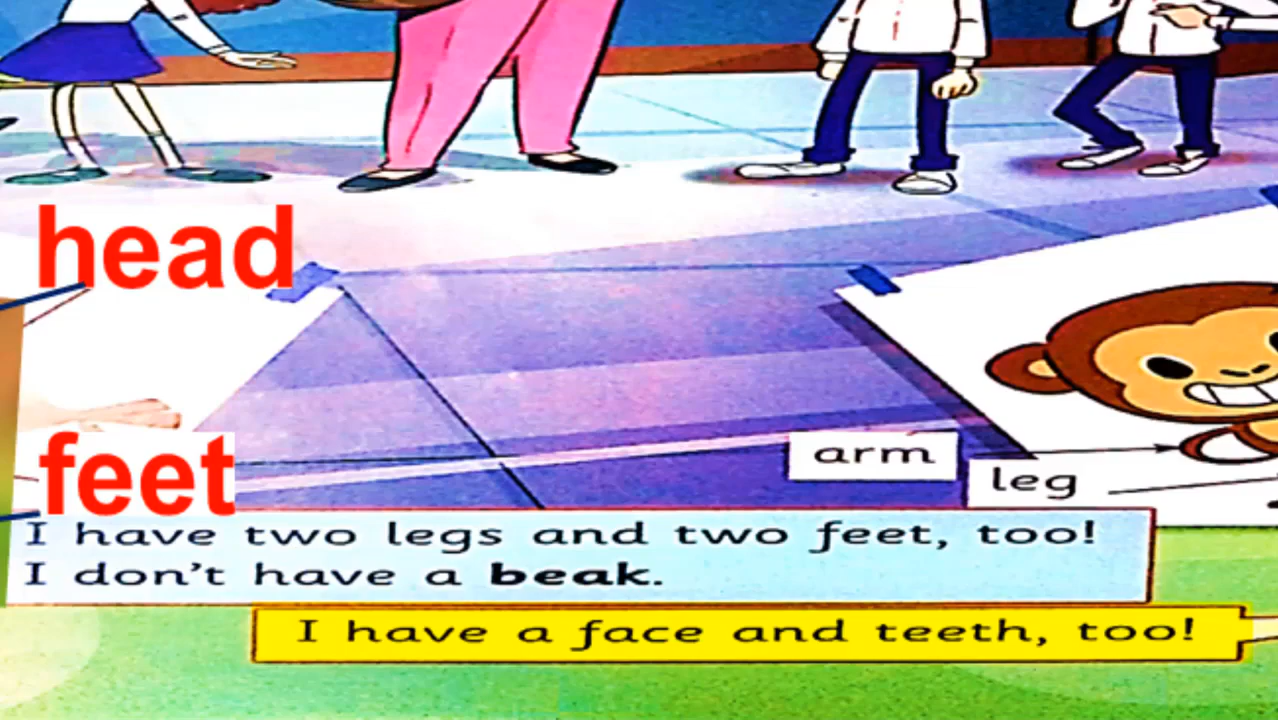 head
feet
arm
leg
I have two legs and two feet, too!
I don't have a beak.
I have a face and teeth, too!